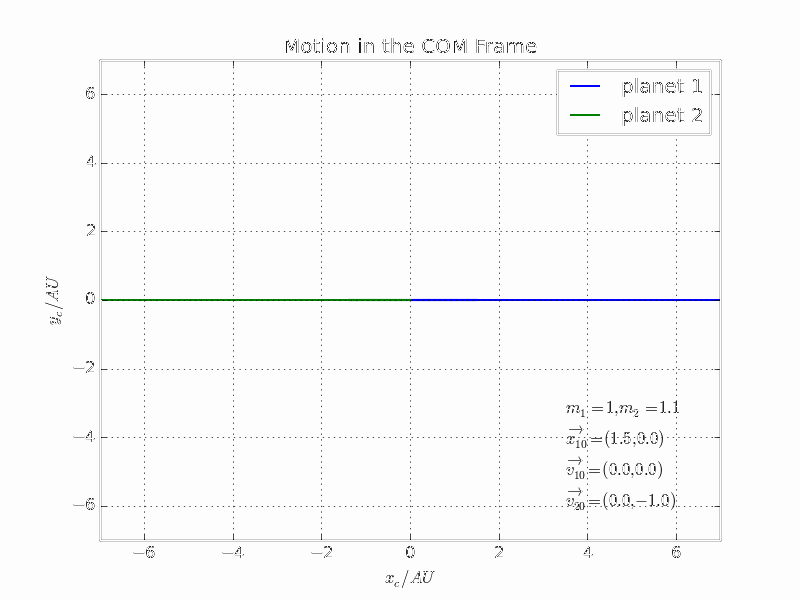 Motion in the COM Frame
planet 1
planet 2
6
4
2
0
−2
−4
−6
y_c/AU
m_1=1,m_2=1.1
x⃗_10=(1.5,0.0)
v⃗_10=(0.0,0.0)
v⃗_20=(0.0,−1.0)
−6 −4 −2 0 2 4 6
x_c/AU